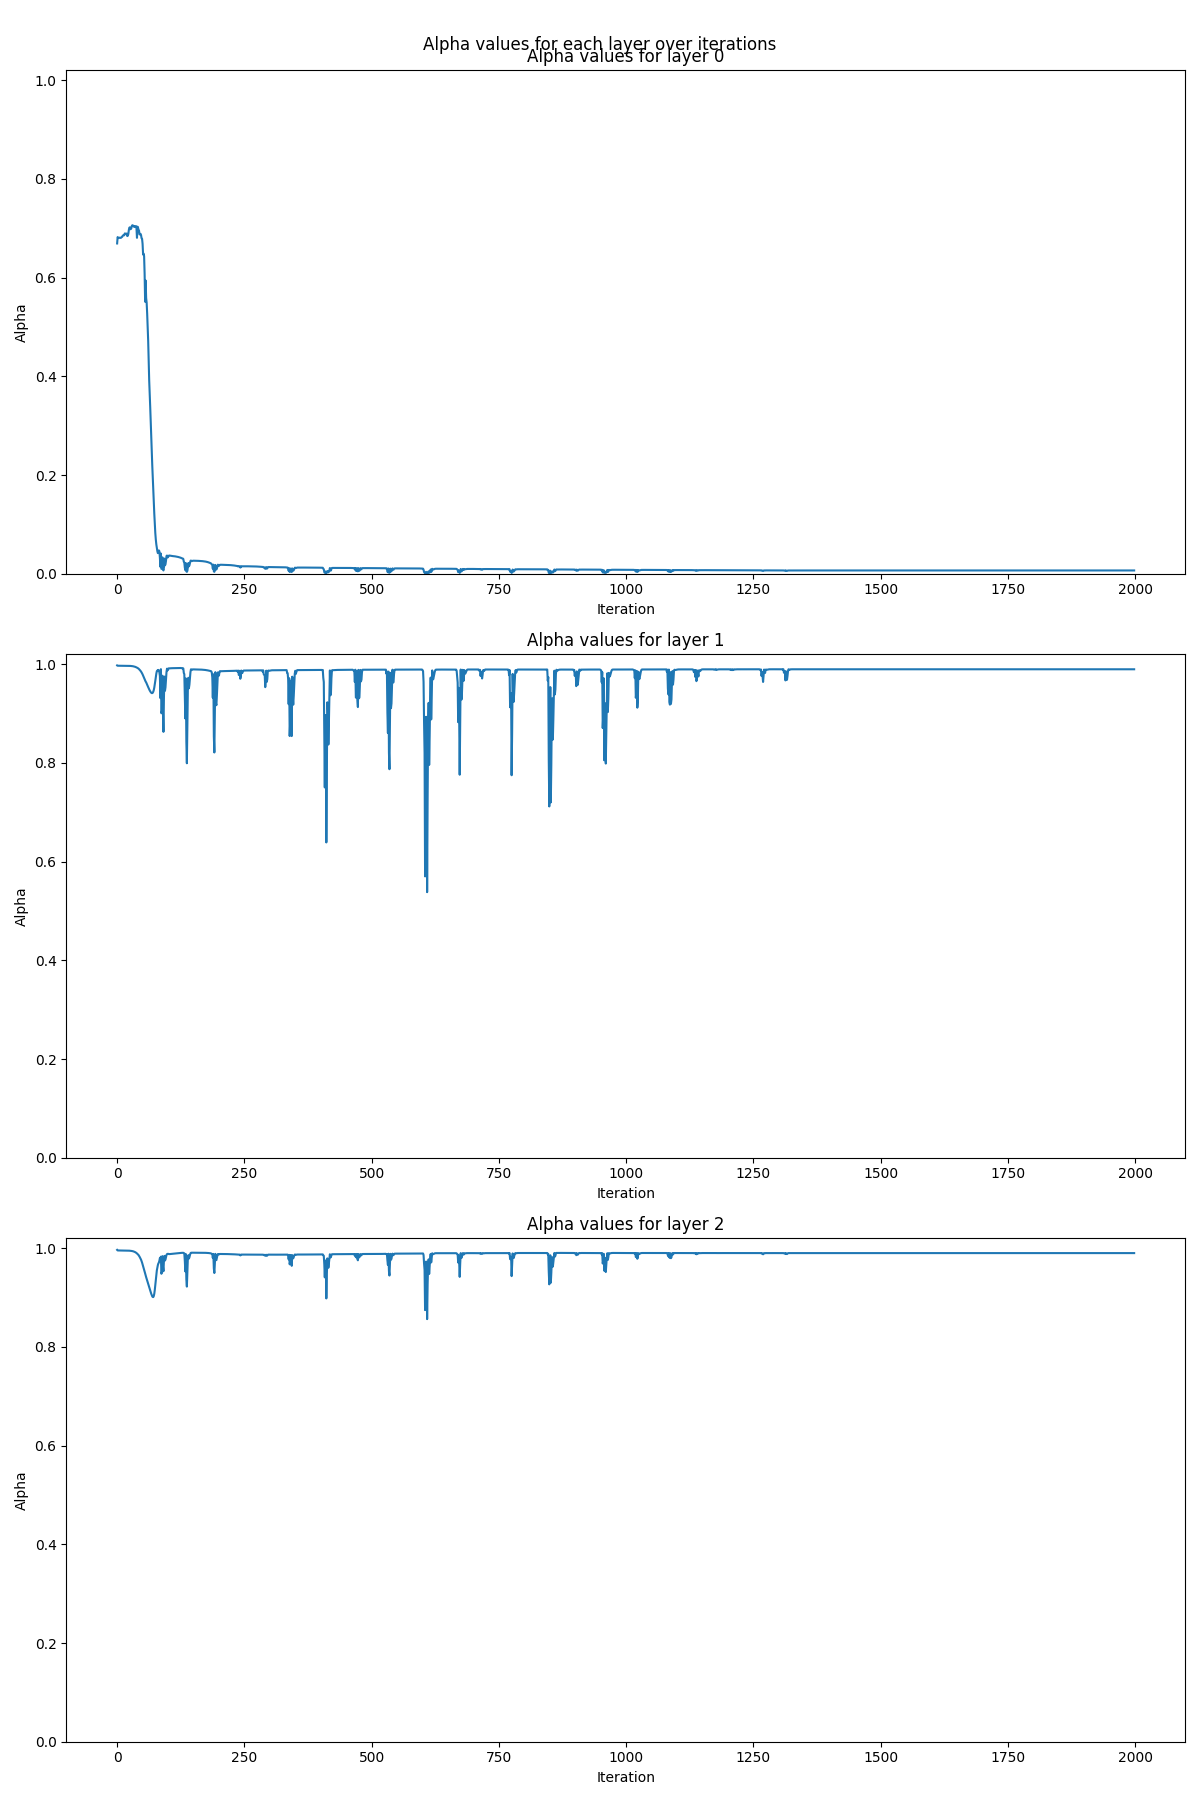 Alpha values for each layer over iterations
Alpha values for layer 0
1.0
0.8
0.6
0.4
0.2
0.0
Alpha
0 250 500 750 1000 1250 1500 1750 2000
Iteration
Alpha values for layer 1
1.0
0.8
0.6
0.4
0.2
0.0
Alpha
0 250 500 750 1000 1250 1500 1750 2000
Iteration
Alpha values for layer 2
1.0
0.8
0.6
0.4
0.2
0.0
Alpha
0 250 500 750 1000 1250 1500 1750 2000
Iteration